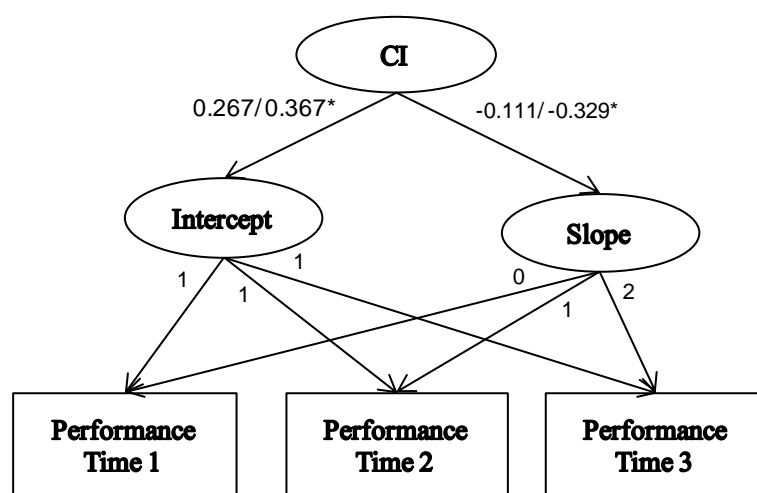 CI
0.267/0.367*
-0.111/-0.329*
Intercept
Slope
1
1
1
0
1
2
Performance
Time 1
Performance
Time 2
Performance
Time 3